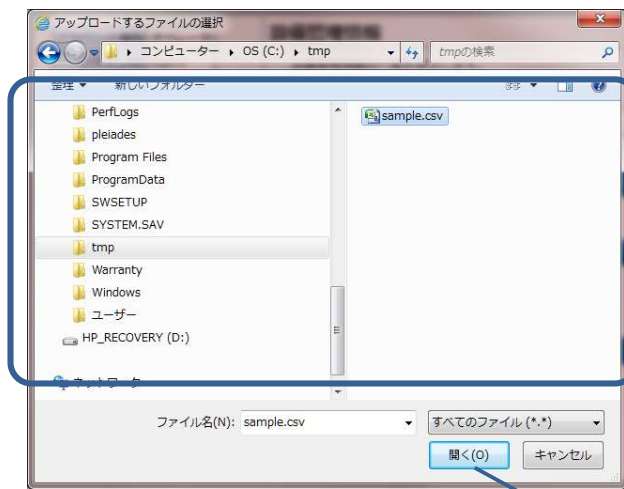 アップロードするファイルの選択
コンピューター ▸ OS (C:) ▸ tmp
tmpの検索
整理 新しいフォルダー
PerfLogs
sample.csv
pleiades
Program Files
ProgramData
SWSETUP
SYSTEM.SAV
tmp
Warranty
Windows
ユーザー
HP_RECOVERY (D:)
ネットワーク
ファイル名(N): sample.csv
すべてのファイル (*.*)
開く(O)
キャンセル